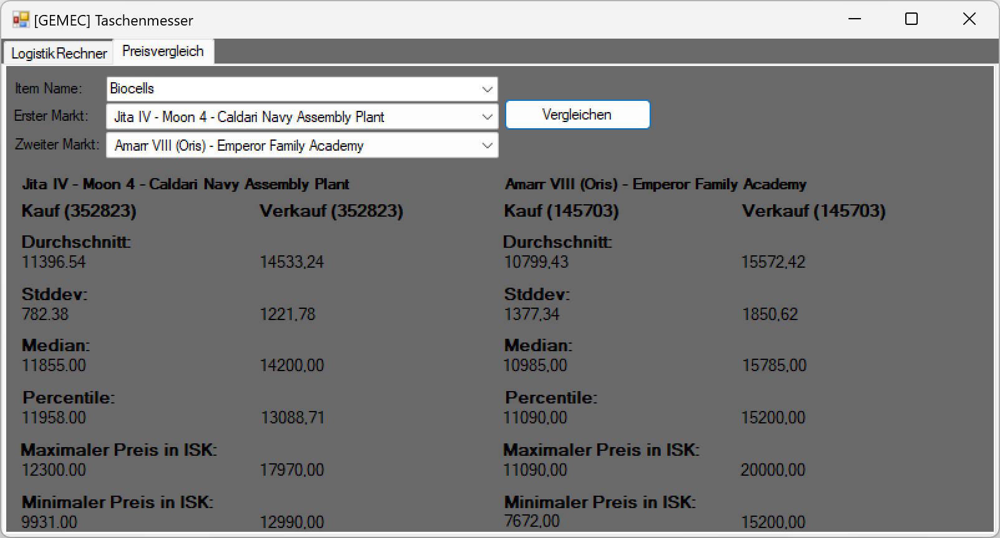 [GEMEC] Taschenmesser
Logistik Rechner Preisvergleich
Item Name: Biocells
Erster Markt: Jita IV - Moon 4 - Caldari Navy Assembly Plant
Vergleichen
Zweiter Markt: Amarr VIII (Oris) - Emperor Family Academy
Jita IV - Moon 4 - Caldari Navy Assembly Plant Amarr VIII (Oris) - Emperor Family Academy
Kauf (352823) Verkauf (352823) Kauf (145703) Verkauf (145703)
Durchschnitt: Durchschnitt:
11396.54 14533,24 10799,43 15572,42
Stddev: Stddev:
782.38 1221,78 1377,34 1850,62
Median: Median:
11855.00 14200,00 10985,00 15785,00
Percentile: Percentile:
11958.00 13088,71 11090,00 15200,00
Maximaler Preis in ISK: Maximaler Preis in ISK:
12300.00 17970,00 11090,00 20000,00
Minimaler Preis in ISK: Minimaler Preis in ISK:
9931.00 12990,00 7672,00 15200,00